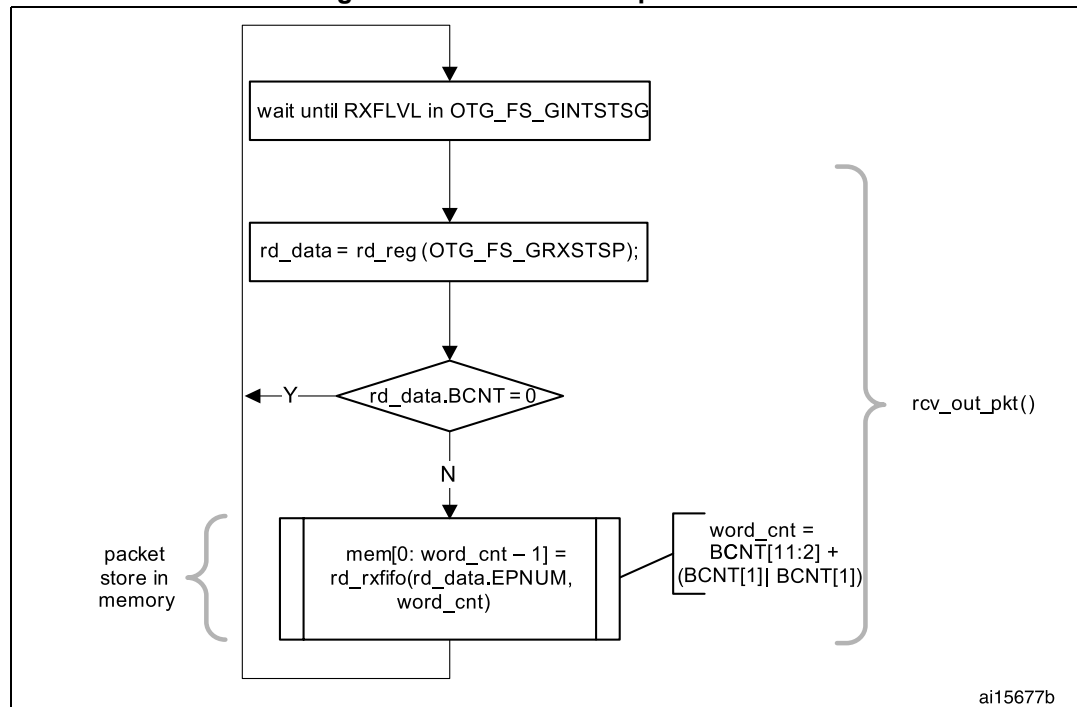 wait until RXFLVL in OTG_FS_GINTSTSG
rd_data = rd_reg (OTG_FS_GRXSTSP);
rd_data.BCNT = 0
Y
rcv_out_pkt()
N
packet
store in
memory
mem[0: word_cnt – 1] =
rd_rxfifo(rd_data.EPNUM,
word_cnt)
word_cnt =
BCNT[11:2] +
(BCNT[1]| BCNT[1])
ai15677b